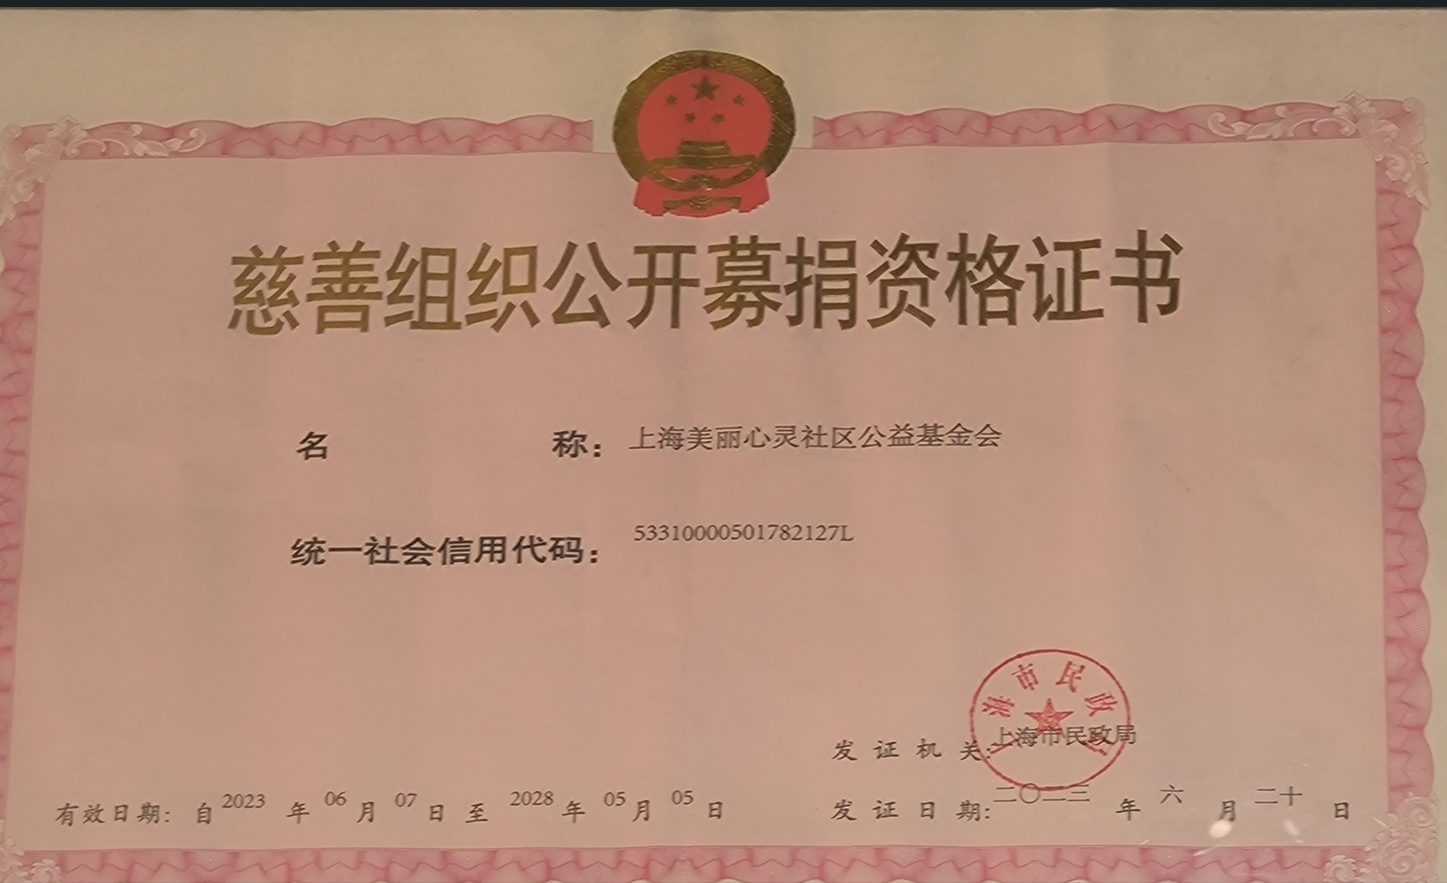 慈善组织公开募捐资格证书
名称：上海美丽心灵社区公益基金会
统一社会信用代码：53310000501782127L
海市民政
发证机关：上海市民政局
有效日期：自2023年06月07日至2028年05月05日
发证日期：二〇二三年六月二十日